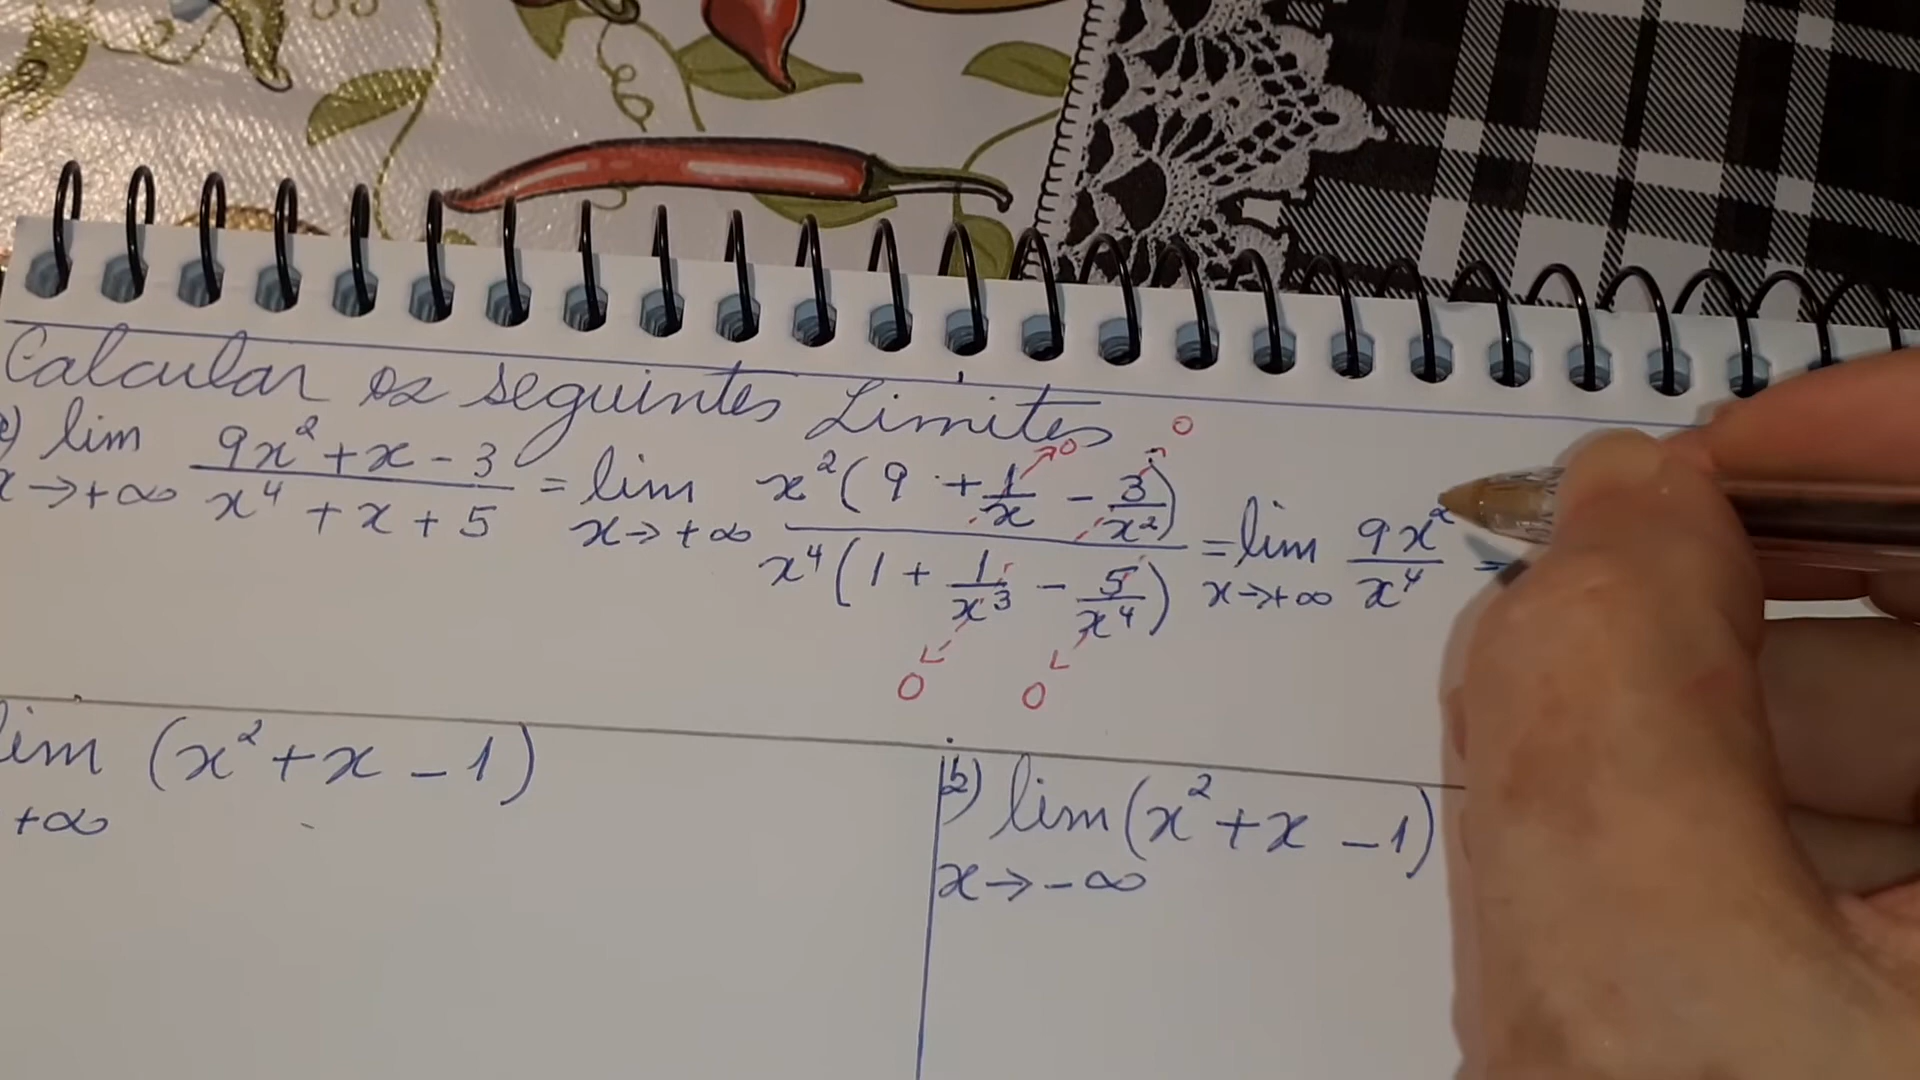 Calcular os seguintes Limites
) lim x→+∞ (9x² + x - 3)/(x⁴ + x + 5) = lim x→+∞ x²(9 + 1/x - 3/x²)/x⁴(1 + 1/x³ - 5/x⁴) = lim x→+∞ 9x²/x⁴ =
0 0
0 0
lim (x² + x - 1)
+∞
b) lim (x² + x - 1)
x→-∞